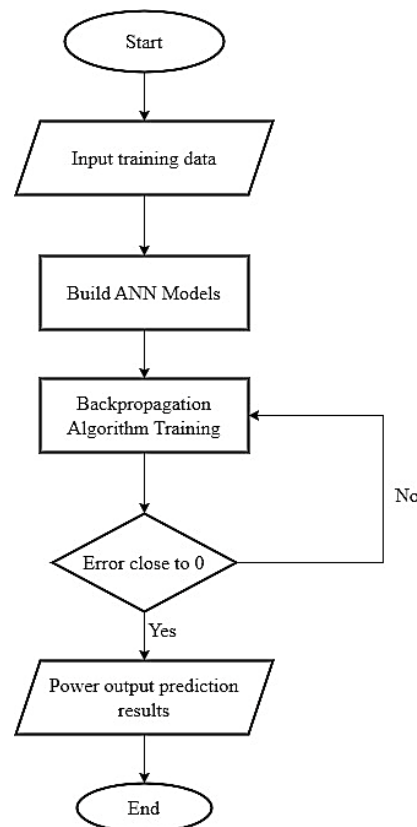 Start
Input training data
Build ANN Models
Backpropagation
Algorithm Training
No
Error close to 0
Yes
Power output prediction
results
End